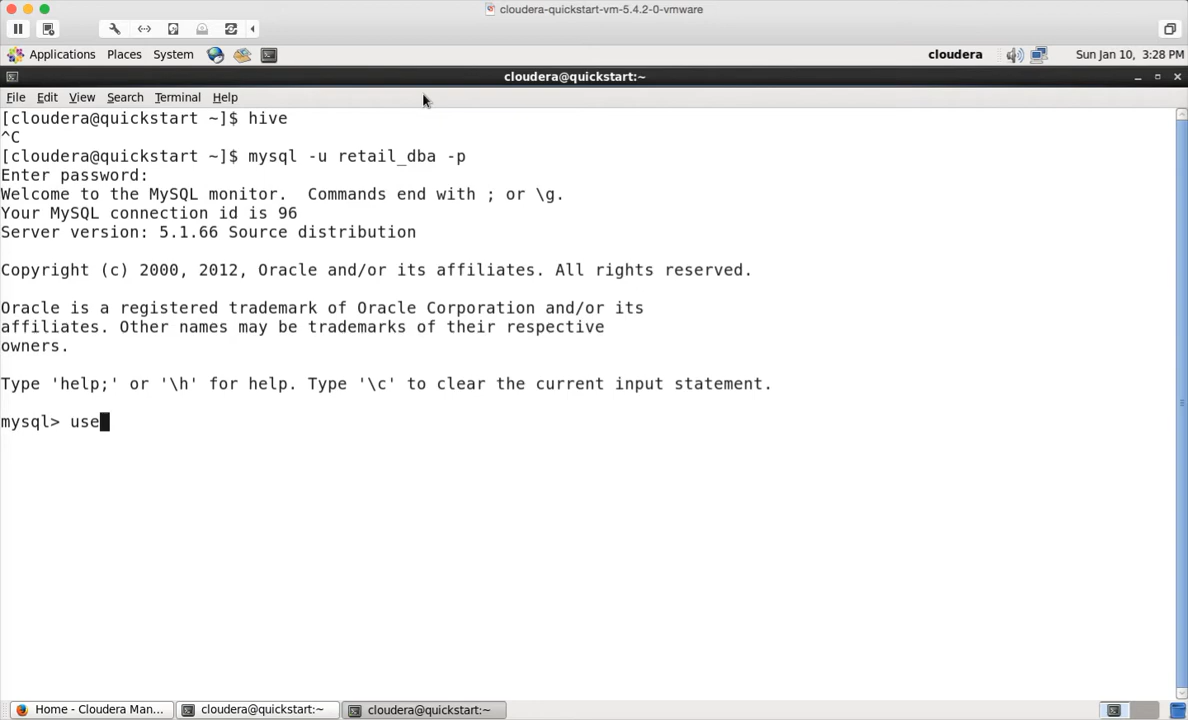 cloudera-quickstart-vm-5.4.2-0-vmware
Applications Places System cloudera Sun Jan 10, 3:28 PM
cloudera@quickstart:~
File Edit View Search Terminal Help
[cloudera@quickstart ~]$ hive
^C
[cloudera@quickstart ~]$ mysql -u retail_dba -p
Enter password:
Welcome to the MySQL monitor.  Commands end with ; or \g.
Your MySQL connection id is 96
Server version: 5.1.66 Source distribution
Copyright (c) 2000, 2012, Oracle and/or its affiliates. All rights reserved.
Oracle is a registered trademark of Oracle Corporation and/or its
affiliates. Other names may be trademarks of their respective
owners.
Type 'help;' or '\h' for help. Type '\c' to clear the current input statement.
mysql> use
Home - Cloudera Man... cloudera@quickstart:~ cloudera@quickstart:~